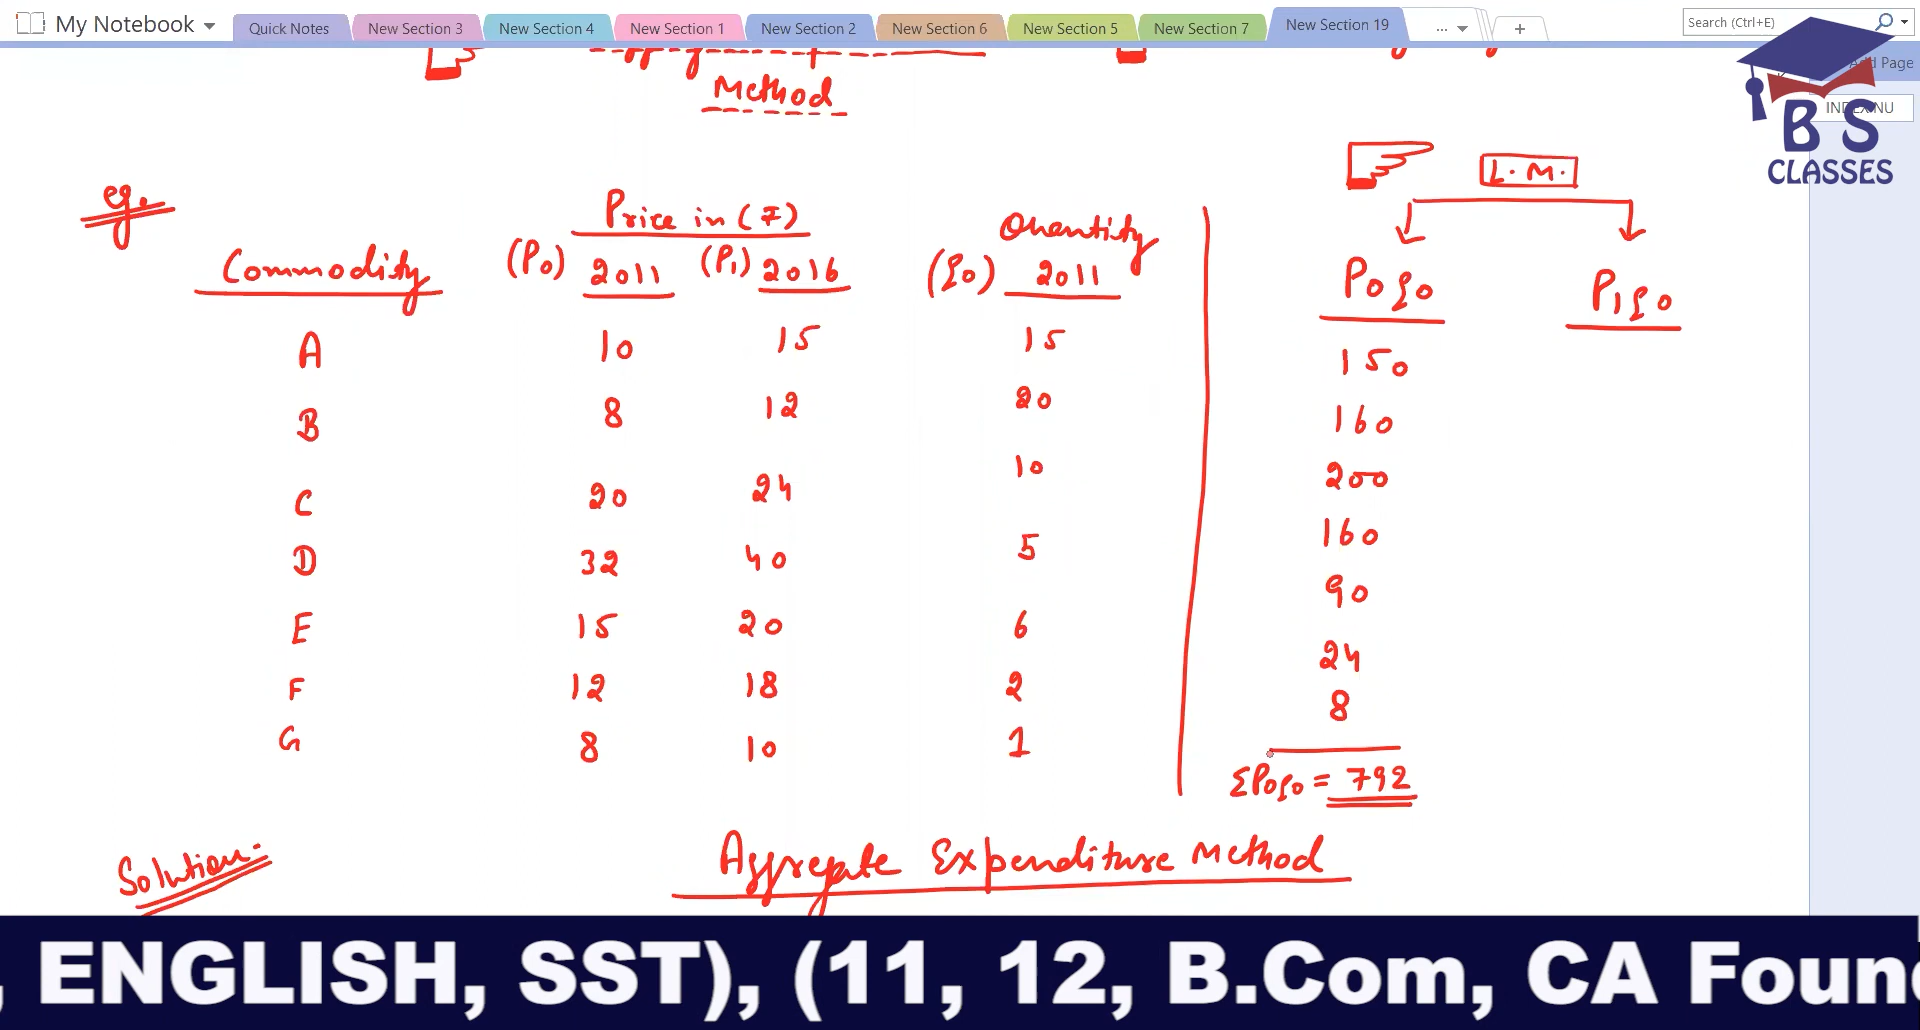 My Notebook
Quick Notes
New Section 3
New Section 4
New Section 1
New Section 2
New Section 6
New Section 5
New Section 7
New Section 19
...
+
Search (Ctrl+E)
Add Page
INDEX NU
B S
CLASSES
Method
L.M.
eg.
Price in (₹)
Quantity
Commodity (P0) 2011 (P1) 2016 (q0) 2011 P0q0 P1q0
A 10 15 15 150
B 8 12 20 160
C 20 24 10 200
D 32 40 5 160
E 15 20 6 90
F 12 18 2 24
G 8 10 1 8
ΣP0q0 = 792
Solution.
Aggregate Expenditure Method
, ENGLISH, SST), (11, 12, B.Com, CA Foun